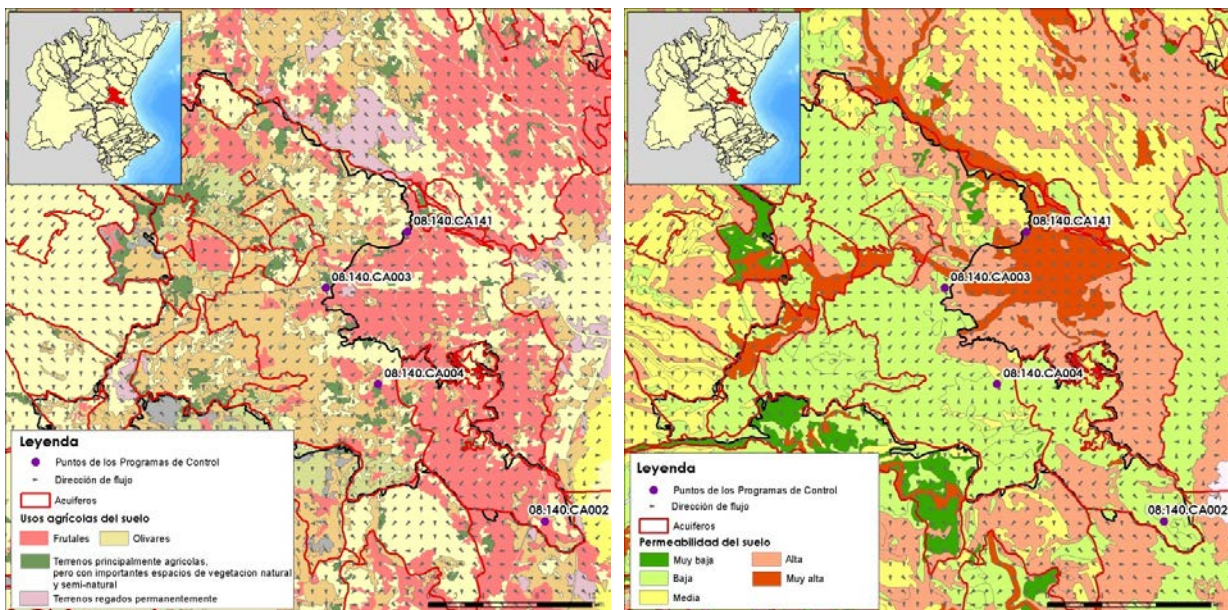 08.140.CA141
08.140.CA003
08.140.CA004
08.140.CA002
Leyenda
Puntos de los Programas de Control
Dirección de flujo
Acuiferos
Usos agrícolas del suelo
Frutales
Olivares
Terrenos principalmente agrícolas,
pero con importantes espacios de vegetacion natural
y semi-natural
Terrenos regados permanentemente
08.140.CA141
08.140.CA003
08.140.CA004
08.140.CA002
Leyenda
Puntos de los Programas de Control
Dirección de flujo
Acuiferos
Permeabilidad del suelo
Muy baja
Alta
Baja
Muy alta
Media